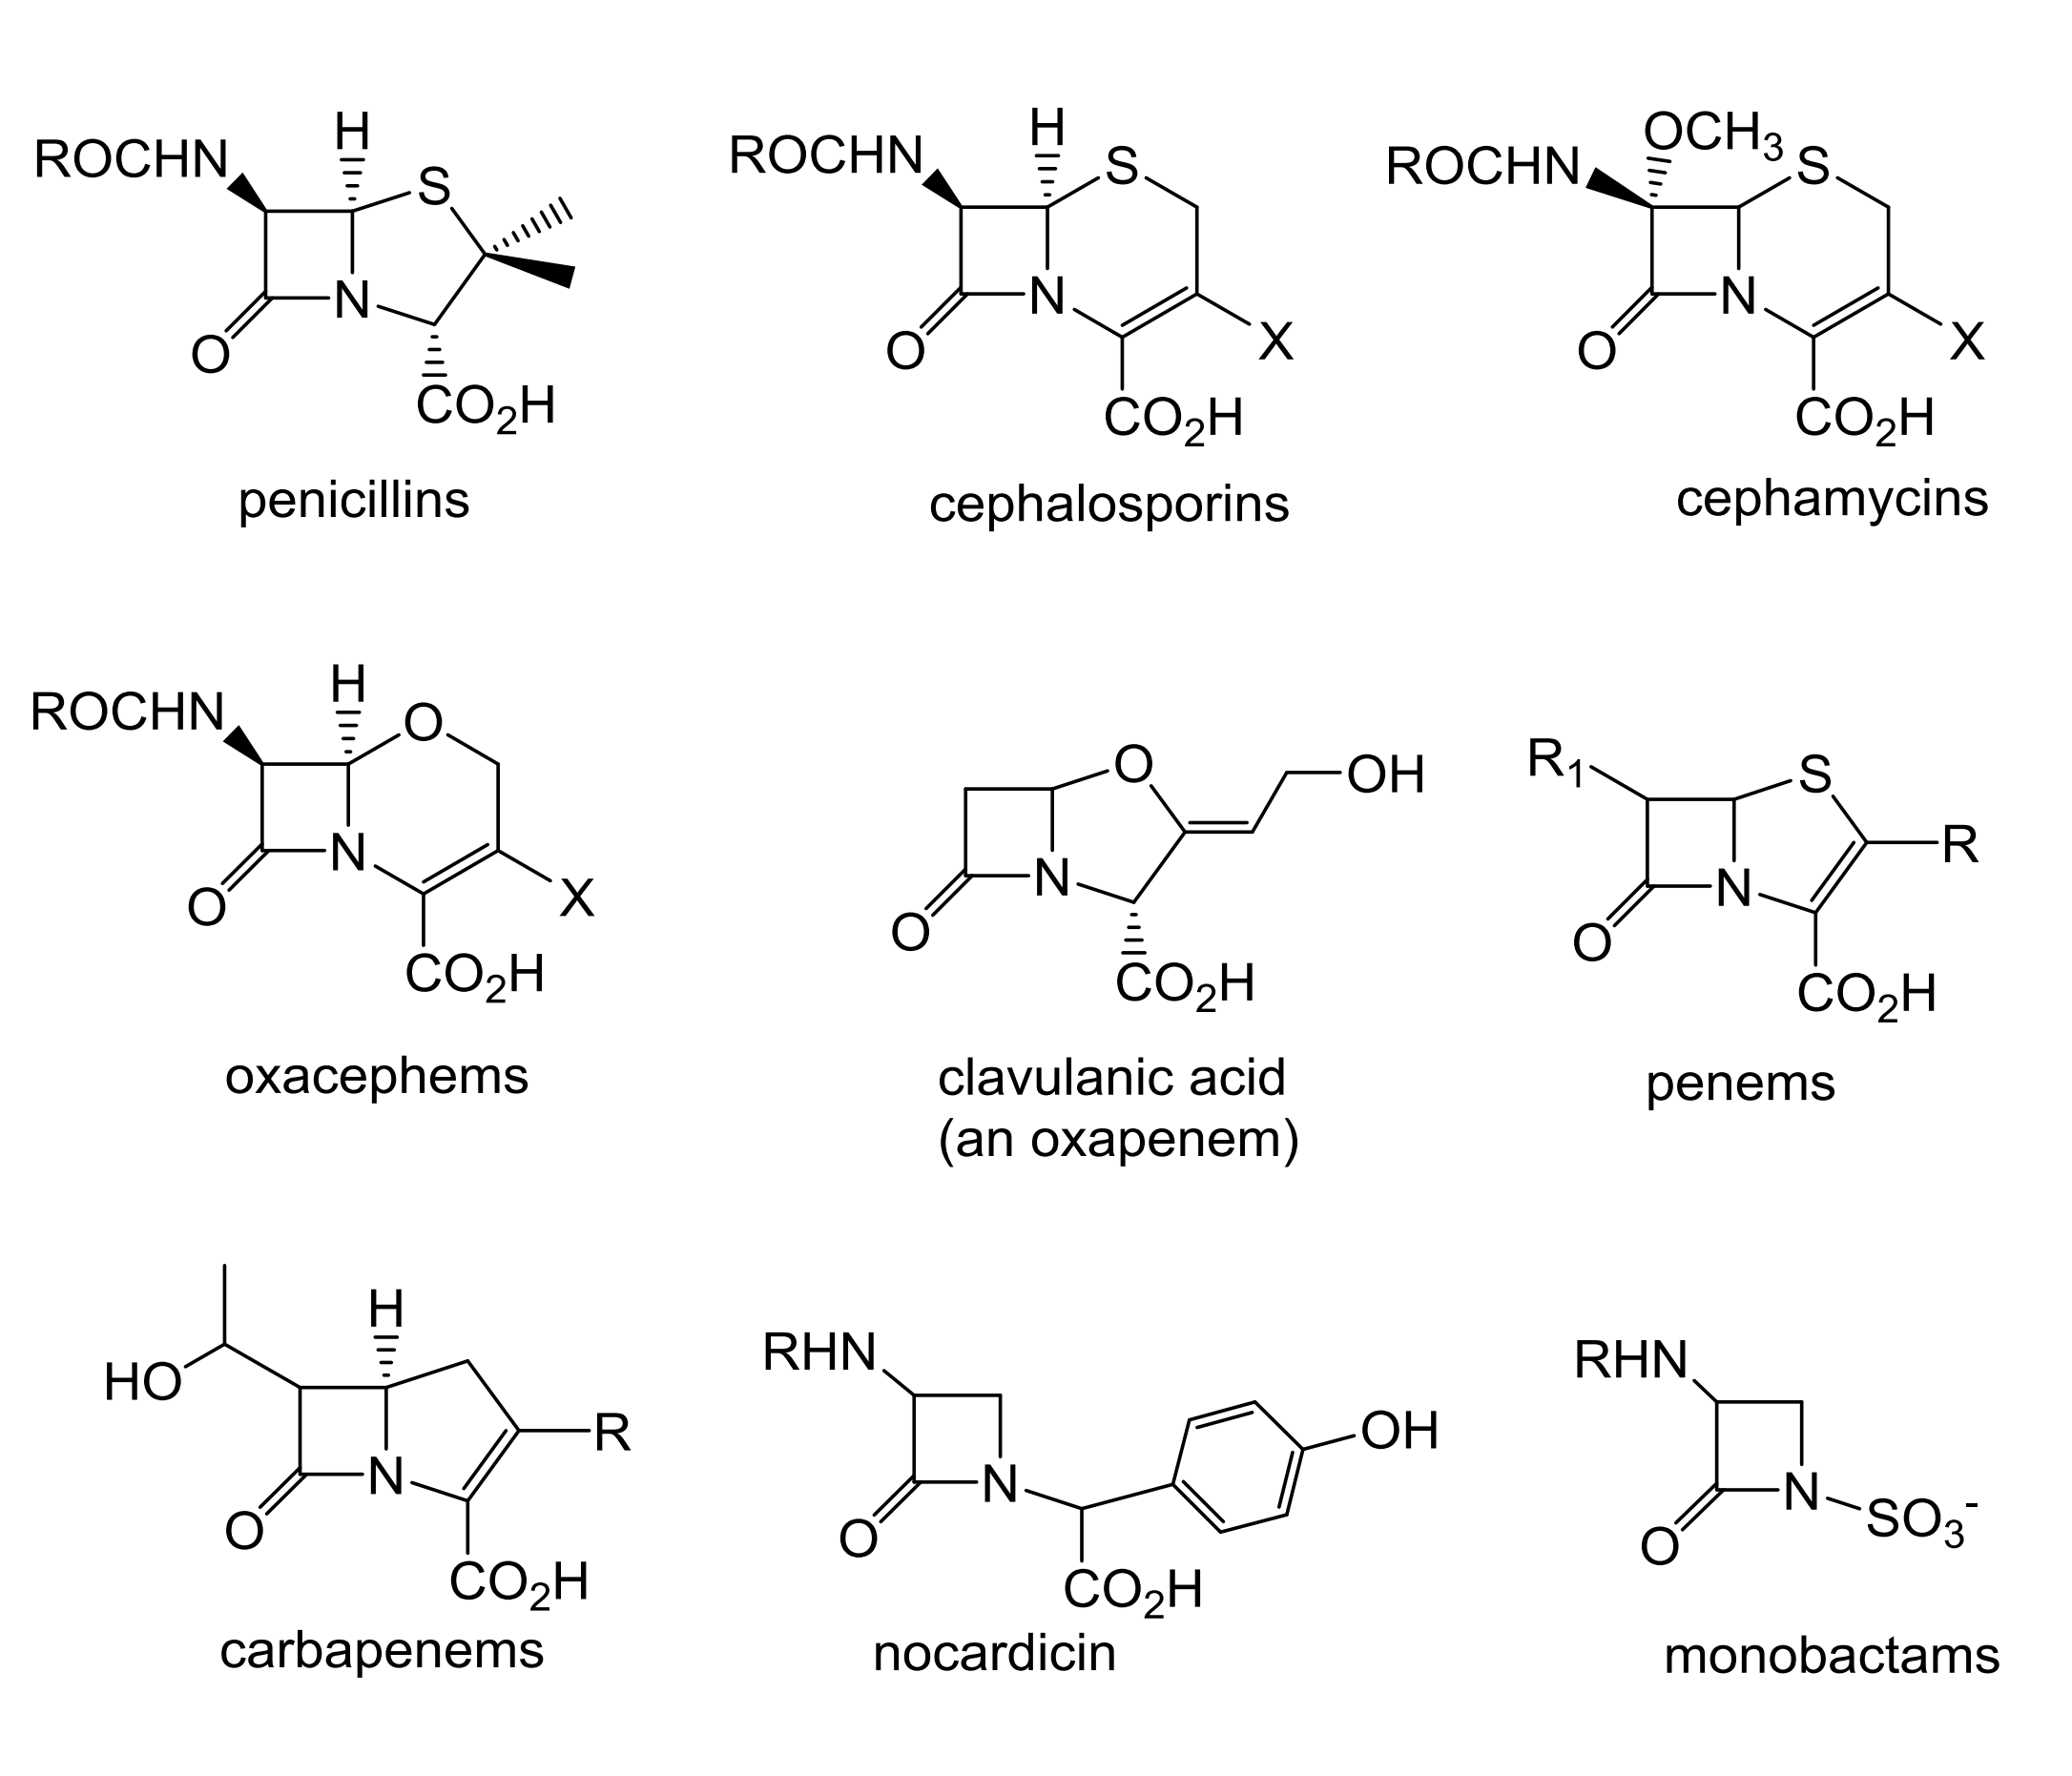 H
ROCHN
S
N
O
CO2H
penicillins
H
ROCHN
S
N
O
X
CO2H
cephalosporins
OCH3
ROCHN
S
N
O
X
CO2H
cephamycins
H
ROCHN
O
N
O
X
CO2H
oxacephems
O
OH
N
O
CO2H
clavulanic acid
(an oxapenem)
R1
S
R
N
O
CO2H
penems
H
HO
R
N
O
CO2H
carbapenems
RHN
OH
N
O
CO2H
nocardicin
RHN
N
SO3-
O
monobactams